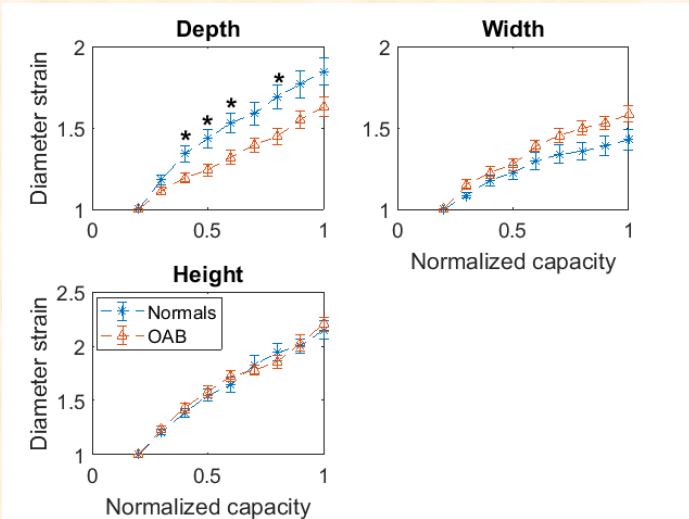 Depth
Diameter strain
2
1.5
1
0
0.5
1
*
*
*
*
Width
2
1.5
1
0
0.5
1
Normalized capacity
Height
Diameter strain
2.5
2
1.5
1
0
0.5
1
Normals
OAB
Normalized capacity